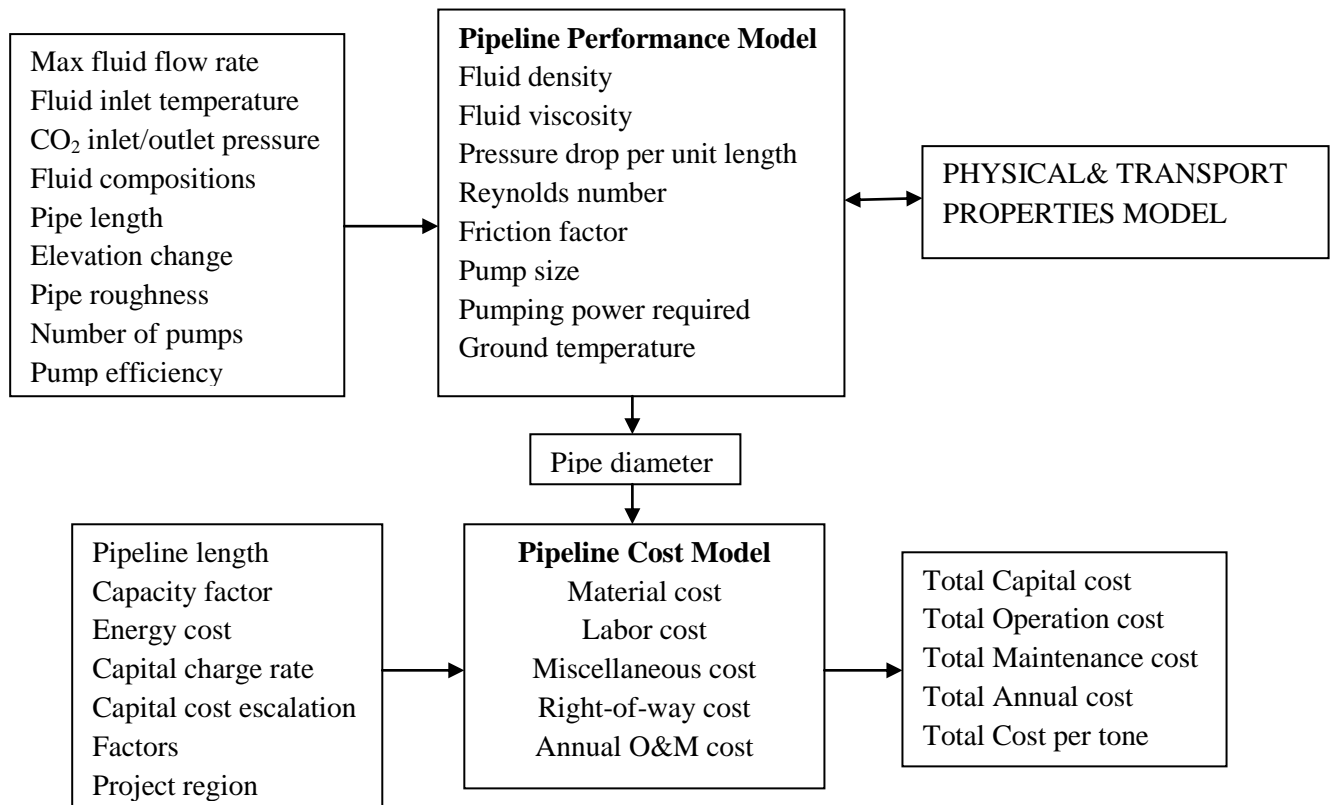 Max fluid flow rate
Fluid inlet temperature
CO₂ inlet/outlet pressure
Fluid compositions
Pipe length
Elevation change
Pipe roughness
Number of pumps
Pump efficiency
Pipeline Performance Model
Fluid density
Fluid viscosity
Pressure drop per unit length
Reynolds number
Friction factor
Pump size
Pumping power required
Ground temperature
PHYSICAL& TRANSPORT
PROPERTIES MODEL
Pipe diameter
Pipeline length
Capacity factor
Energy cost
Capital charge rate
Capital cost escalation
Factors
Project region
Pipeline Cost Model
Material cost
Labor cost
Miscellaneous cost
Right-of-way cost
Annual O&M cost
Total Capital cost
Total Operation cost
Total Maintenance cost
Total Annual cost
Total Cost per tone